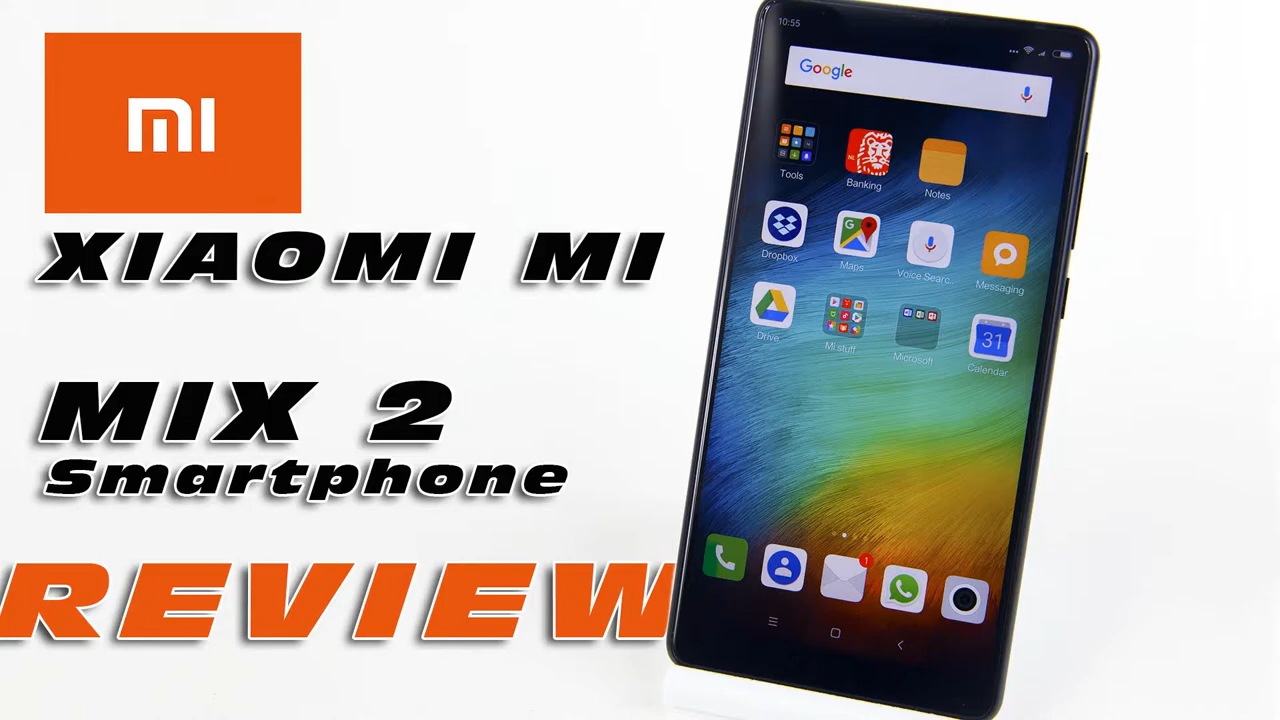 mi
XIAOMI MI
MIX 2
Smartphone
REVIEW
10:55
Google
Tools
Banking
Notes
Dropbox
Maps
Voice Searc..
Messaging
Drive
Mi stuff
Microsoft
31
Calendar
1